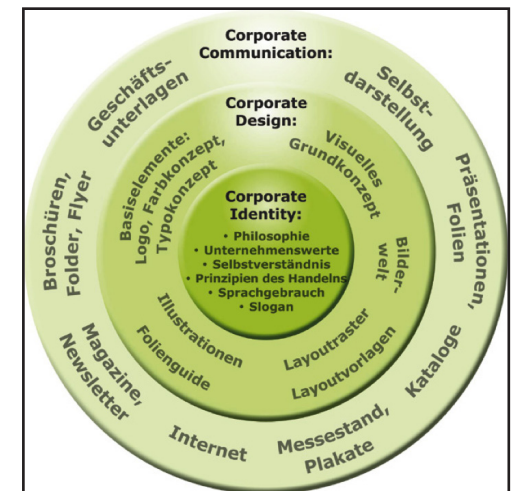 Corporate
Communication:
Geschäfts-
unterlagen
Selbst-
darstellung
Broschüren,
Folder, Flyer
Präsentationen,
Folien
Magazine,
Newsletter
Internet
Messestand,
Plakate
Kataloge
Corporate
Design:
Basiselemente:
Logo, Farbkonzept,
Typokonzept
Visuelles
Grundkonzept
Bilder-
welt
Illustrationen
Folienguide
Layoutraster
Layoutvorlagen
Corporate
Identity:
• Philosophie
• Unternehmenswerte
• Selbstverständnis
• Prinzipien des Handelns
• Sprachgebrauch
• Slogan